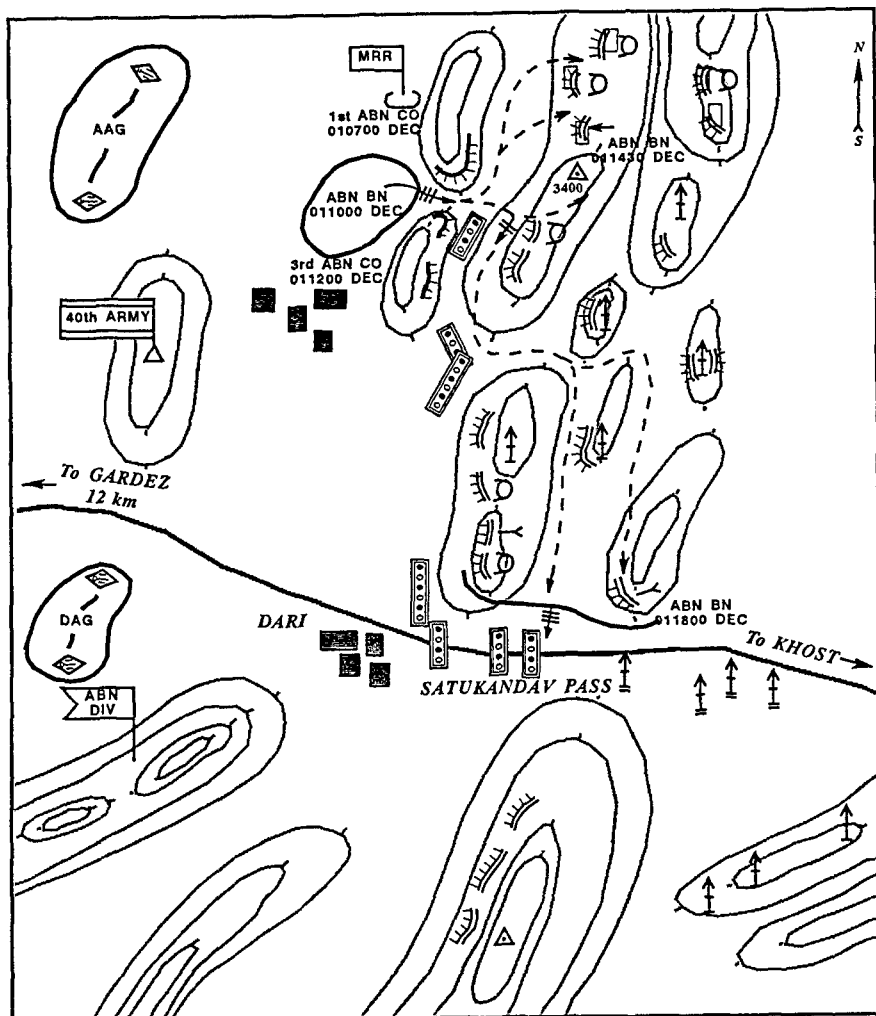 MRR
N
AAG
1st ABN CO
010700 DEC
S
ABN BN
011430 DEC
ABN BN
011000 DEC
3400
3rd ABN CO
011200 DEC
40th ARMY
To GARDEZ
12 km
ABN BN
011800 DEC
DAG
DARI
To KHOST
SATUKANDAV PASS
ABN
DIV